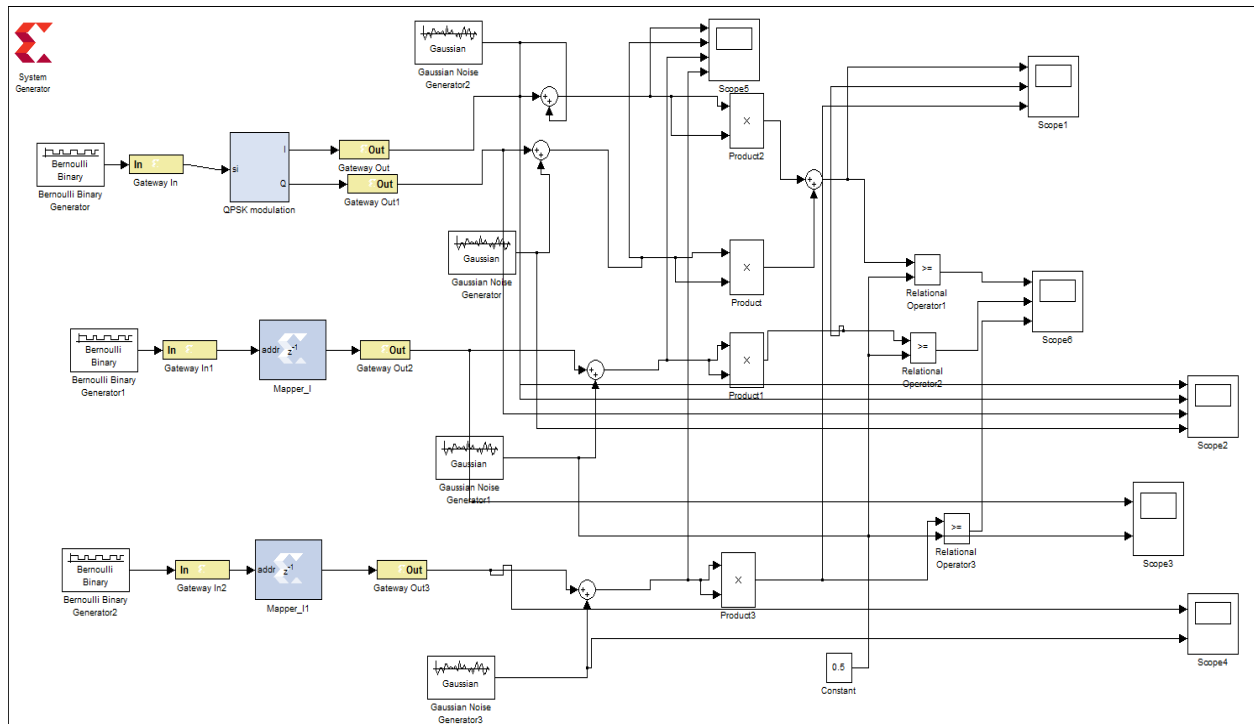 System
Generator
Gaussian
Gaussian Noise
Generator2
Scope5
Scope1
X
Product2
Bernoulli
Binary
Bernoulli Binary
Generator
In
Gateway In
si
I
Q
QPSK modulation
Out
Gateway Out
Out
Gateway Out1
Gaussian
Gaussian Noise
Generator
X
Product
>=
Relational
Operator1
Scope6
Bernoulli
Binary
Bernoulli Binary
Generator1
In
Gateway In1
addr
z-1
Mapper_I
Out
Gateway Out2
X
Product1
>=
Relational
Operator2
Scope2
Gaussian
Gaussian Noise
Generator1
>=
Relational
Operator3
Scope3
Bernoulli
Binary
Bernoulli Binary
Generator2
In
Gateway In2
addr
z-1
Mapper_I1
Out
Gateway Out3
X
Product3
Scope4
Gaussian
Gaussian Noise
Generator3
0.5
Constant